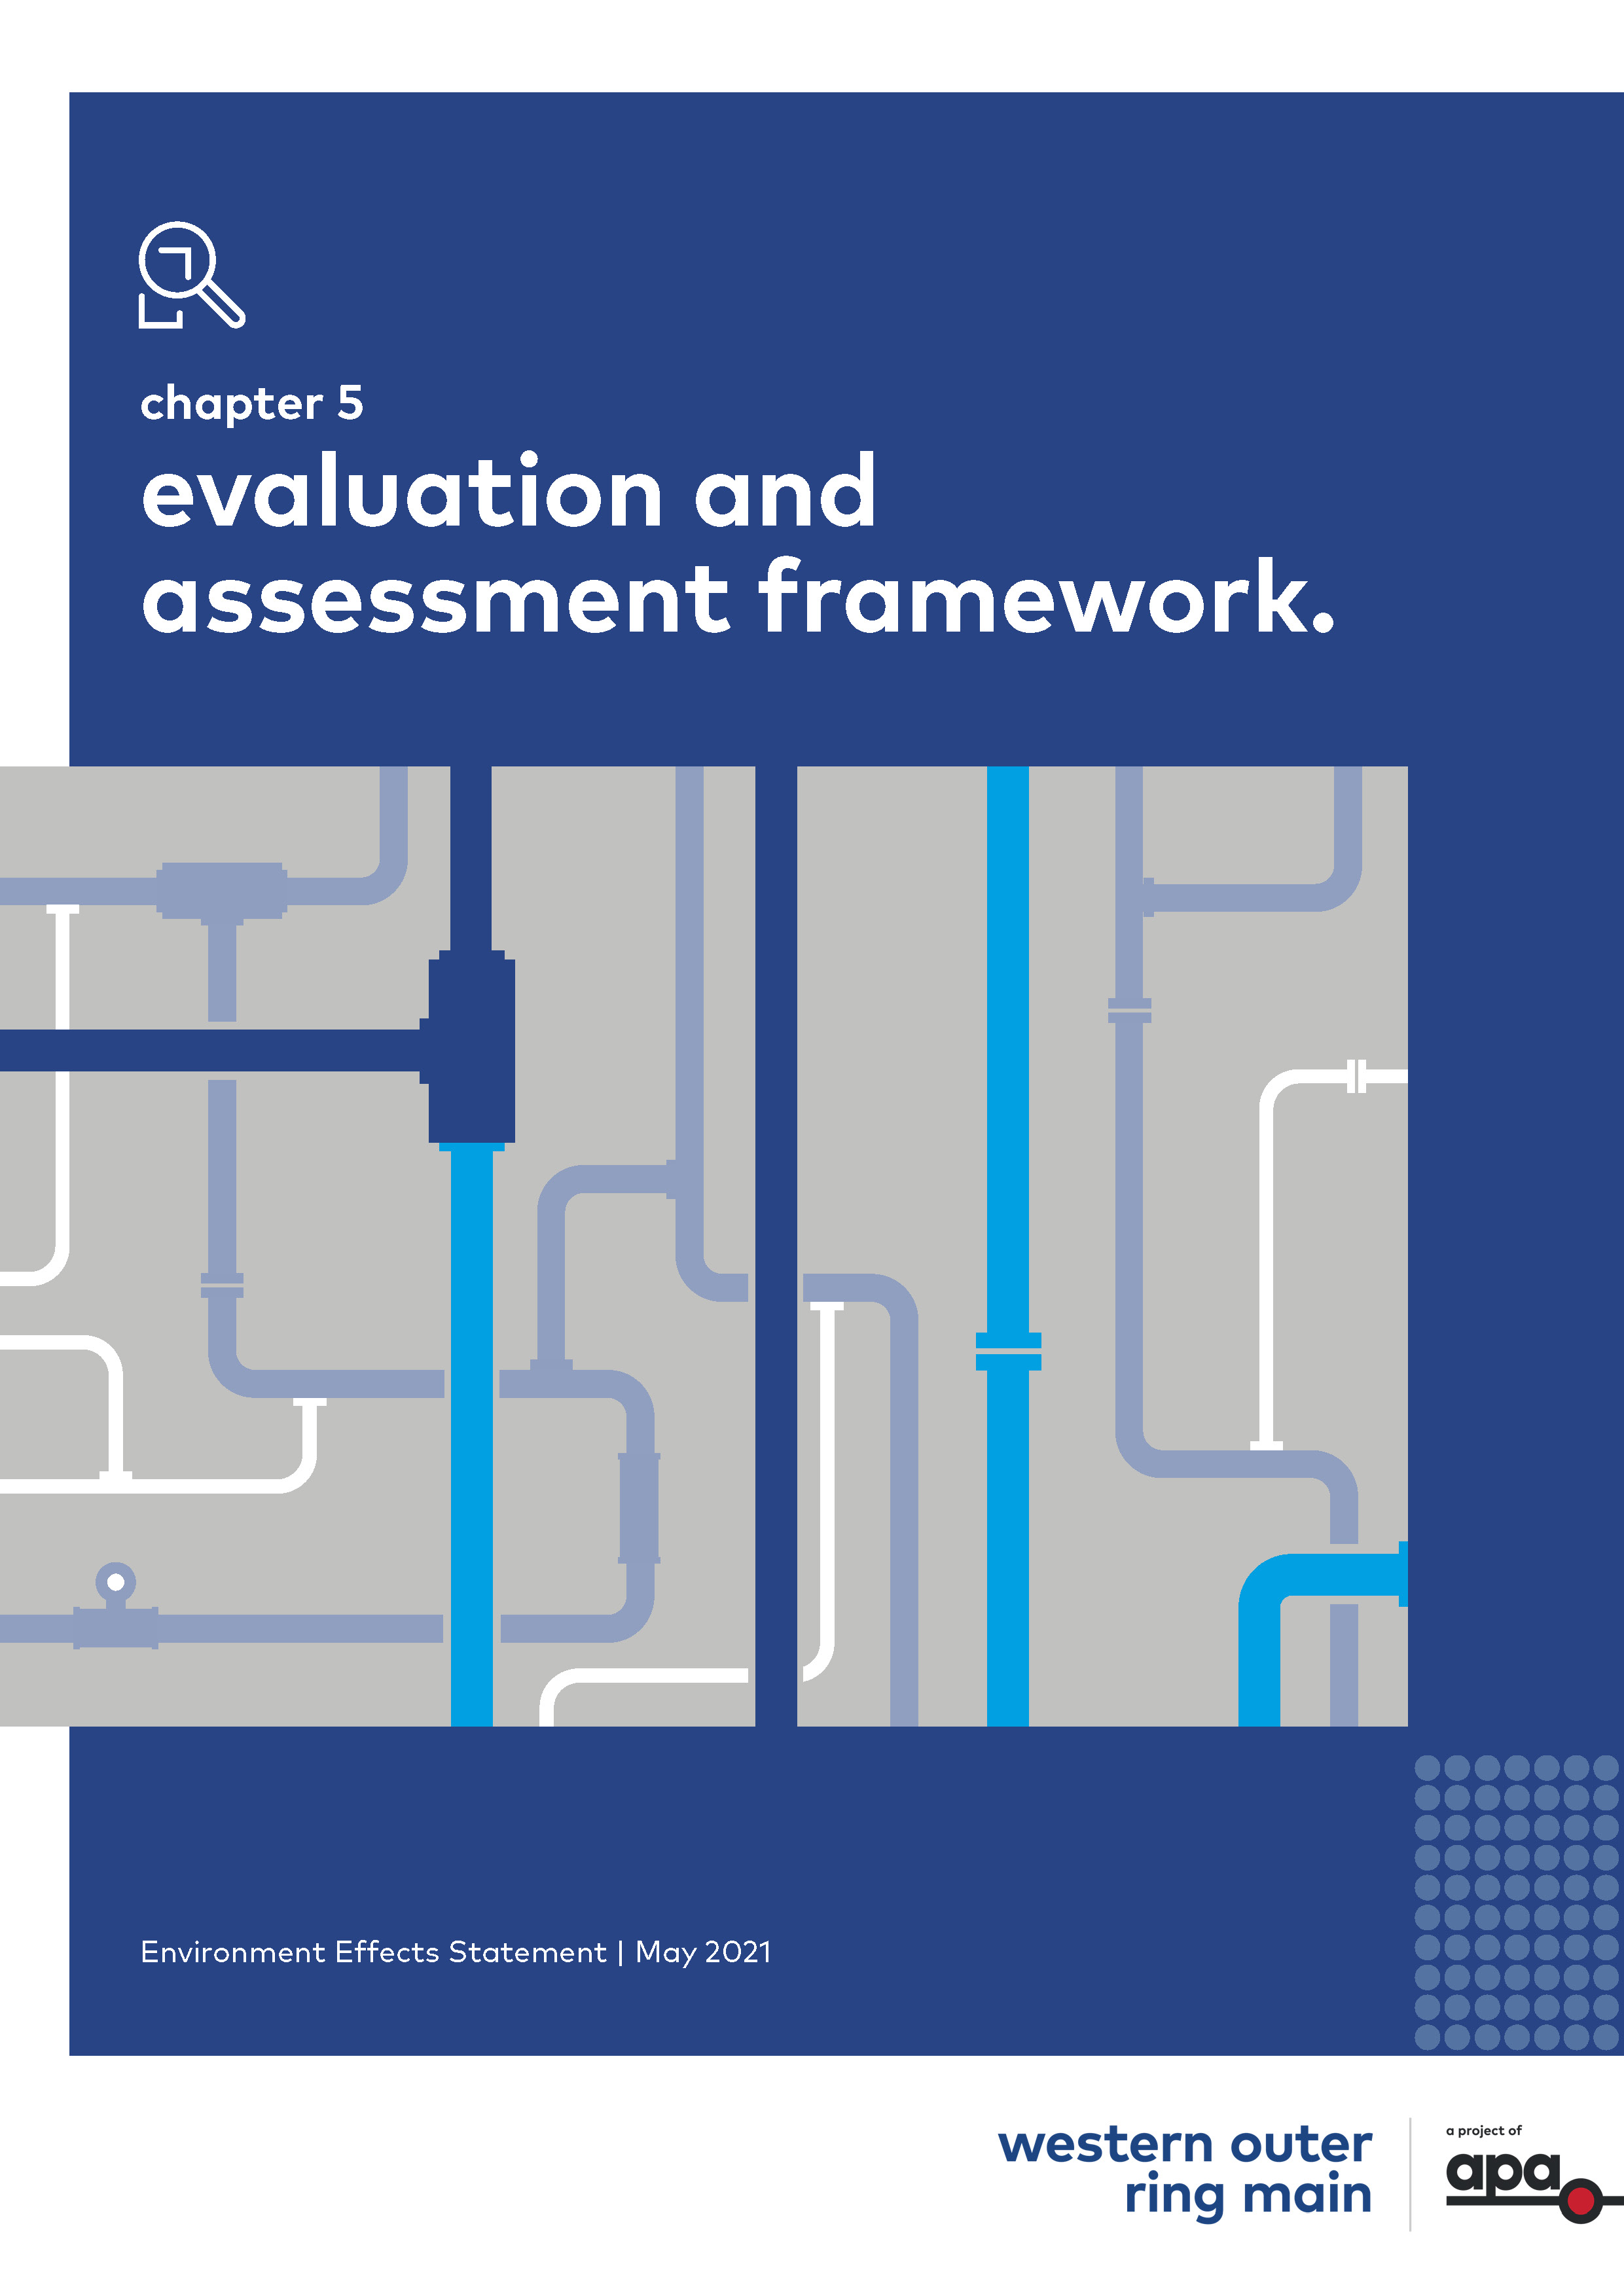 chapter 5
evaluation and
assessment framework.
Environment Effects Statement | May 2021
western outer
ring main
a project of
apa